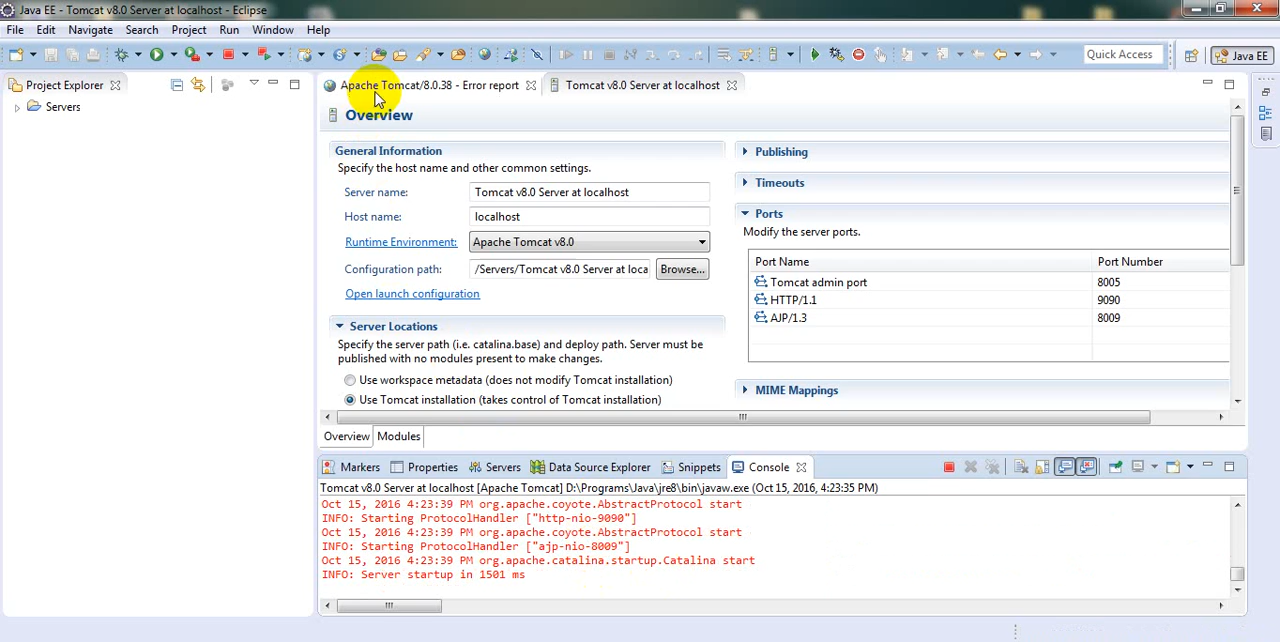 Java EE - Tomcat v8.0 Server at localhost - Eclipse
File Edit Navigate Search Project Run Window Help
Quick Access
Java EE
Project Explorer
Apache Tomcat/8.0.38 - Error report
Tomcat v8.0 Server at localhost
Servers
Overview
General Information
Specify the host name and other common settings.
Server name: Tomcat v8.0 Server at localhost
Host name: localhost
Runtime Environment: Apache Tomcat v8.0
Configuration path: /Servers/Tomcat v8.0 Server at loca Browse...
Open launch configuration
Server Locations
Specify the server path (i.e. catalina.base) and deploy path. Server must be
published with no modules present to make changes.
Use workspace metadata (does not modify Tomcat installation)
Use Tomcat installation (takes control of Tomcat installation)
Publishing
Timeouts
Ports
Modify the server ports.
Port Name Port Number
Tomcat admin port 8005
HTTP/1.1 9090
AJP/1.3 8009
MIME Mappings
Overview Modules
Markers Properties Servers Data Source Explorer Snippets Console
Tomcat v8.0 Server at localhost [Apache Tomcat] D:\Programs\Java\jre8\bin\javaw.exe (Oct 15, 2016, 4:23:35 PM)
Oct 15, 2016 4:23:39 PM org.apache.coyote.AbstractProtocol start
INFO: Starting ProtocolHandler ["http-nio-9090"]
Oct 15, 2016 4:23:39 PM org.apache.coyote.AbstractProtocol start
INFO: Starting ProtocolHandler ["ajp-nio-8009"]
Oct 15, 2016 4:23:39 PM org.apache.catalina.startup.Catalina start
INFO: Server startup in 1501 ms